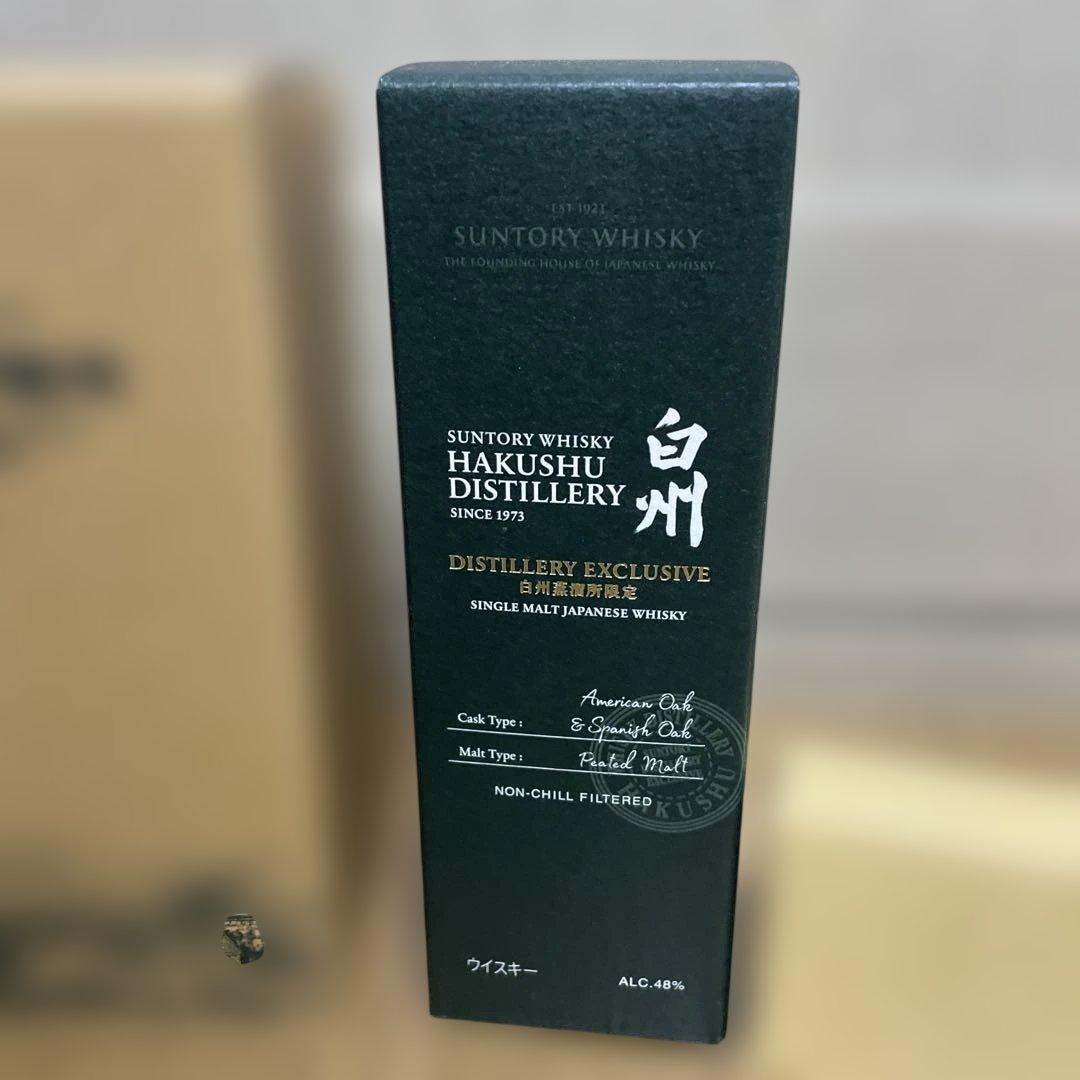 EST 1923
SUNTORY WHISKY
THE FOUNDING HOUSE OF JAPANESE WHISKY
SUNTORY WHISKY
HAKUSHU
DISTILLERY
SINCE 1973
白州
DISTILLERY EXCLUSIVE
白州蒸溜所限定
SINGLE MALT JAPANESE WHISKY
Cask Type : American Oak
& Spanish Oak
Malt Type : Peated Malt
NON-CHILL FILTERED
DISTILLERY
HAKUSHU
ウイスキー
ALC.48%